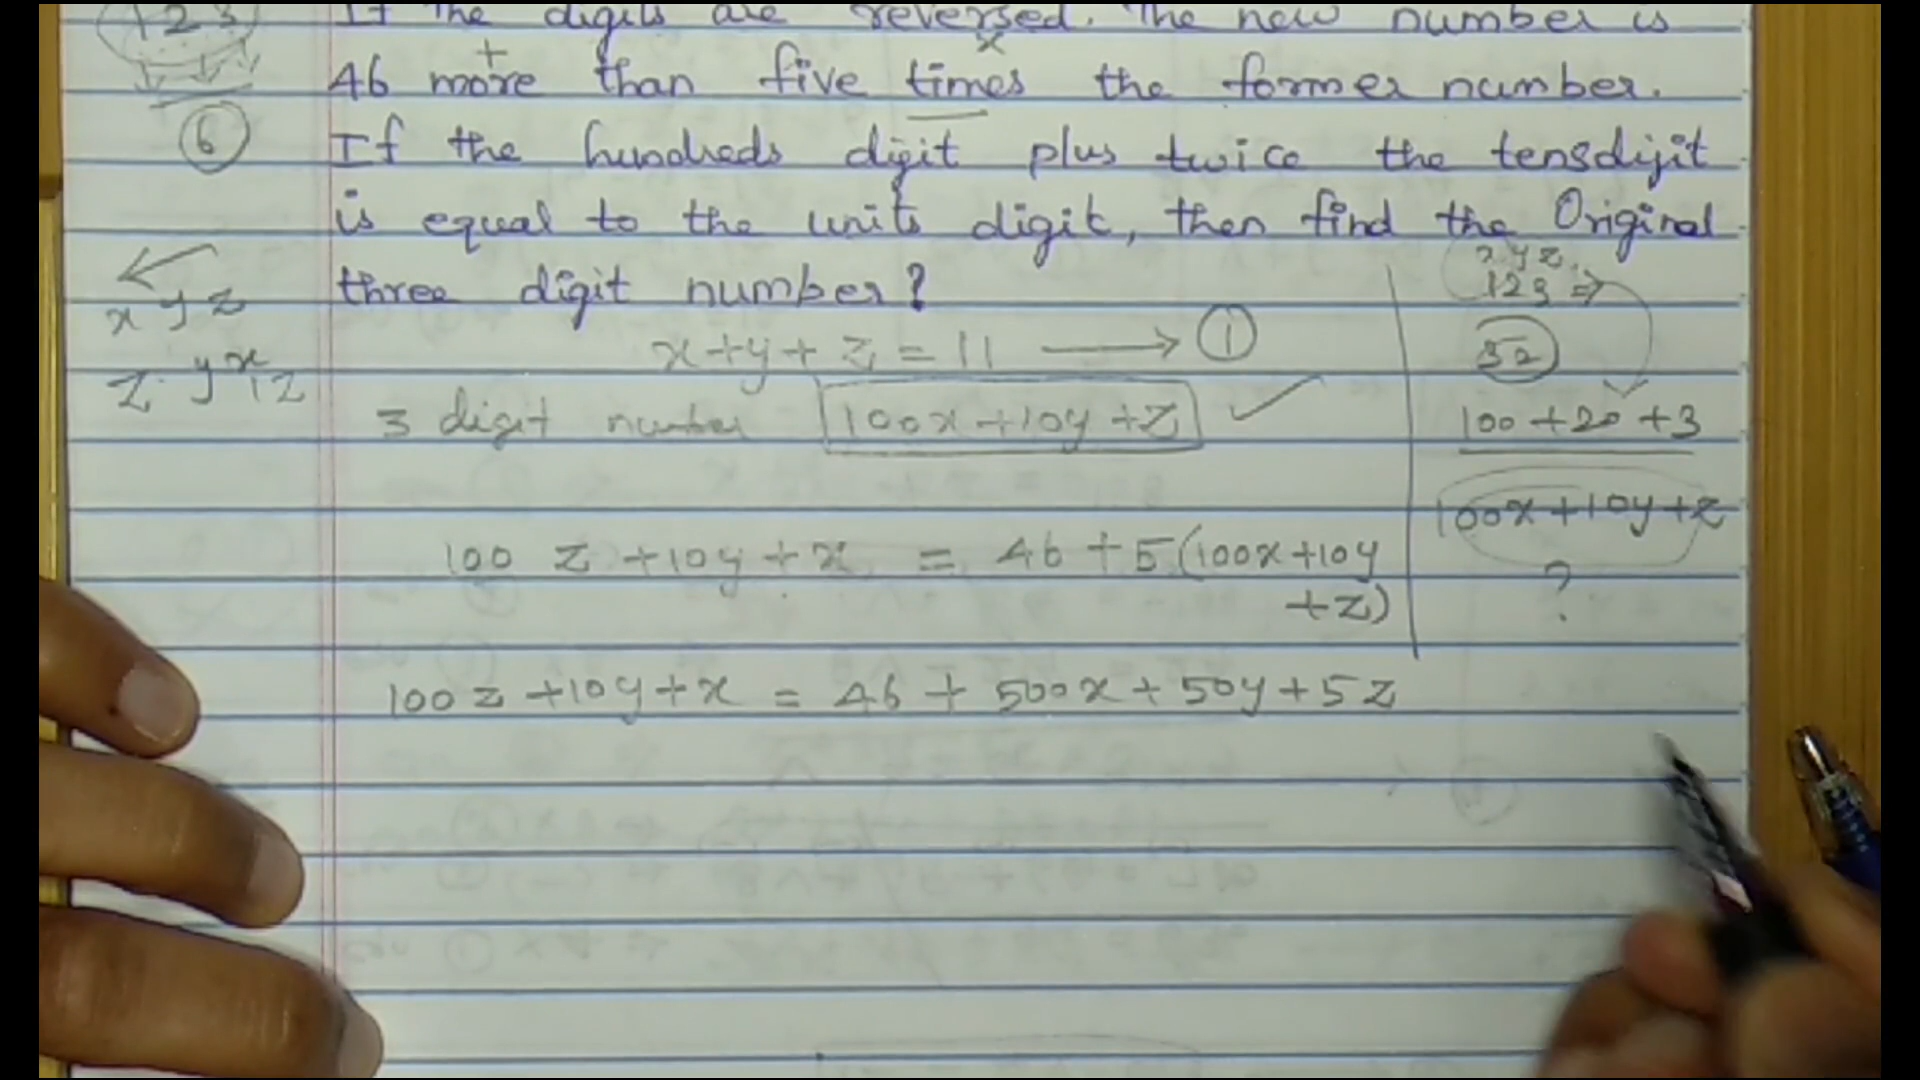 123 If the digits are reversed. The new number is
+ x
46 more than five times the former number.
6 If the hundreds digit plus twice the tensdigit
is equal to the units digit, then find the Original
three digit number?
x y z
z y x
x y z
123 ⇒
52
100 + 20 + 3
100x+10y+z
?
x+y+z = 11 → 1
3 digit number 100x+10y+z ✓
100 z +10y+x = 46 + 5(100x+10y
+z)
100z +10y+x = 46 + 500x+50y+5z